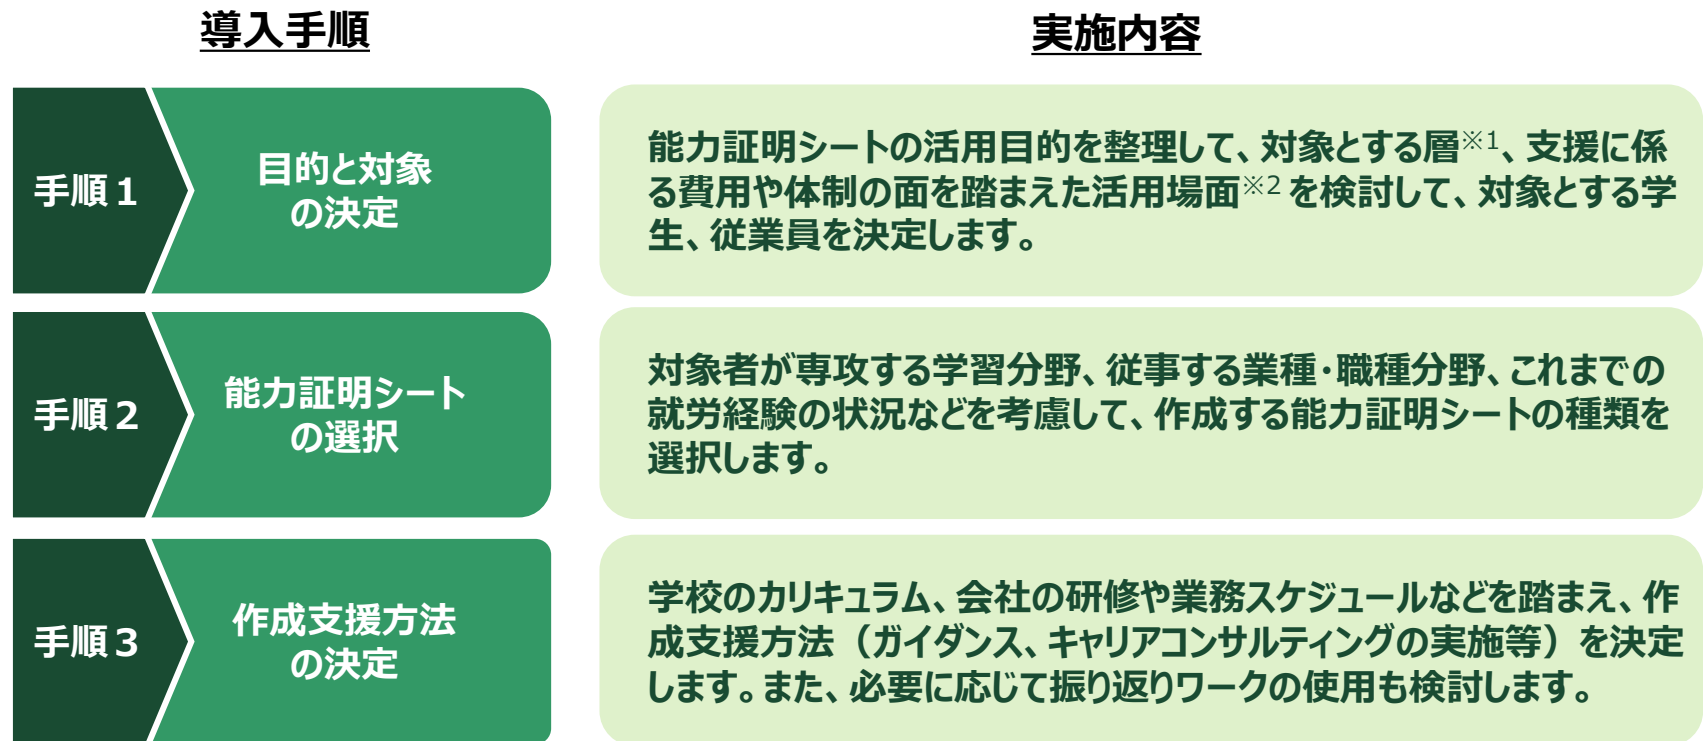 導入手順
実施内容
手順１
目的と対象
の決定
能力証明シートの活用目的を整理して、対象とする層※1、支援に係
る費用や体制の面を踏まえた活用場面※2 を検討して、対象とする学
生、従業員を決定します。
手順２
能力証明シート
の選択
対象者が専攻する学習分野、従事する業種・職種分野、これまでの
就労経験の状況などを考慮して、作成する能力証明シートの種類を
選択します。
手順３
作成支援方法
の決定
学校のカリキュラム、会社の研修や業務スケジュールなどを踏まえ、作
成支援方法（ガイダンス、キャリアコンサルティングの実施等）を決定
します。また、必要に応じて振り返りワークの使用も検討します。